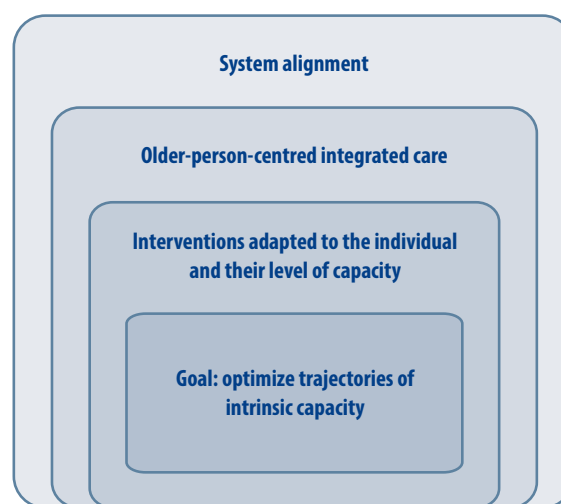 System alignment
Older-person-centred integrated care
Interventions adapted to the individual
and their level of capacity
Goal: optimize trajectories of
intrinsic capacity